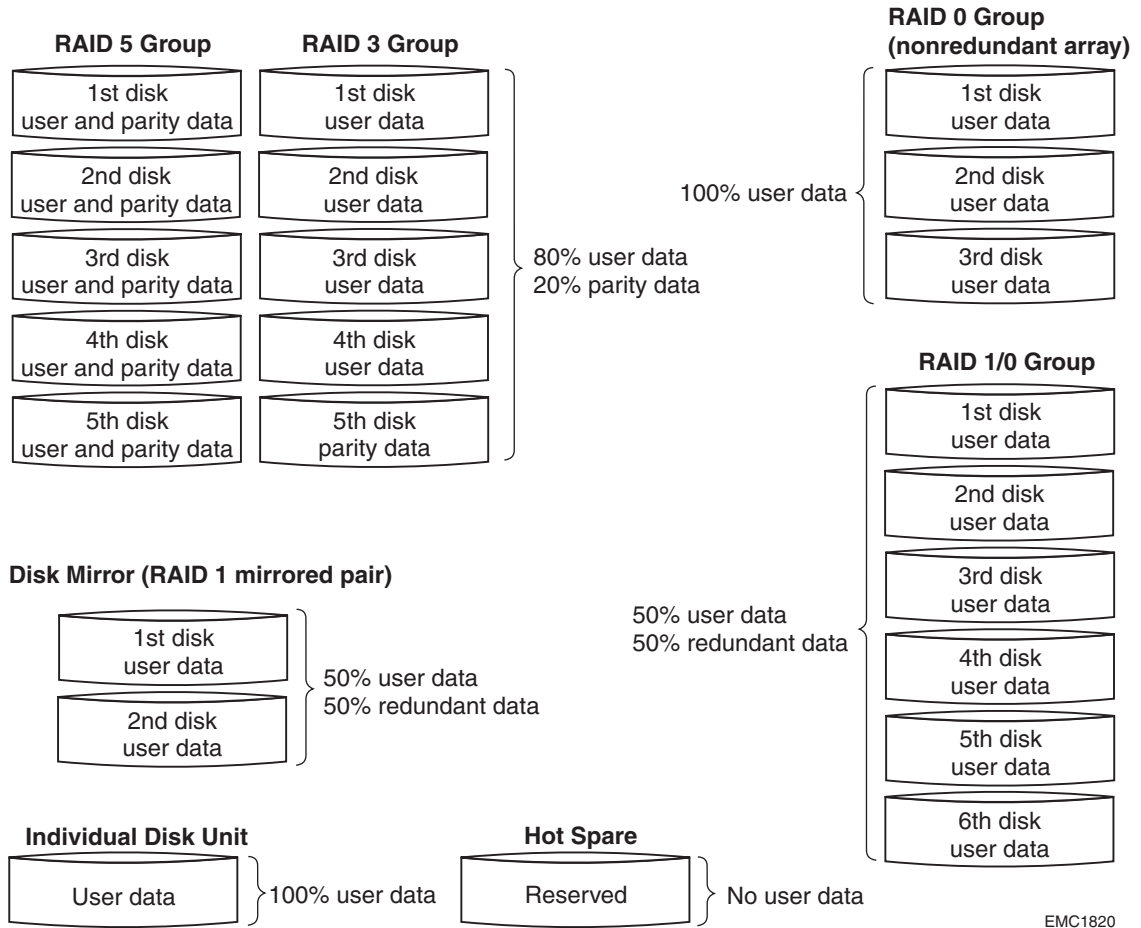 RAID 5 Group
1st disk
user and parity data
2nd disk
user and parity data
3rd disk
user and parity data
4th disk
user and parity data
5th disk
user and parity data
RAID 3 Group
1st disk
user data
2nd disk
user data
3rd disk
user data
4th disk
user data
5th disk
parity data
80% user data
20% parity data
RAID 0 Group
(nonredundant array)
1st disk
user data
2nd disk
user data
3rd disk
user data
100% user data
RAID 1/0 Group
1st disk
user data
2nd disk
user data
3rd disk
user data
4th disk
user data
5th disk
user data
6th disk
user data
50% user data
50% redundant data
Disk Mirror (RAID 1 mirrored pair)
1st disk
user data
2nd disk
user data
50% user data
50% redundant data
Individual Disk Unit
User data
100% user data
Hot Spare
Reserved
No user data
EMC1820